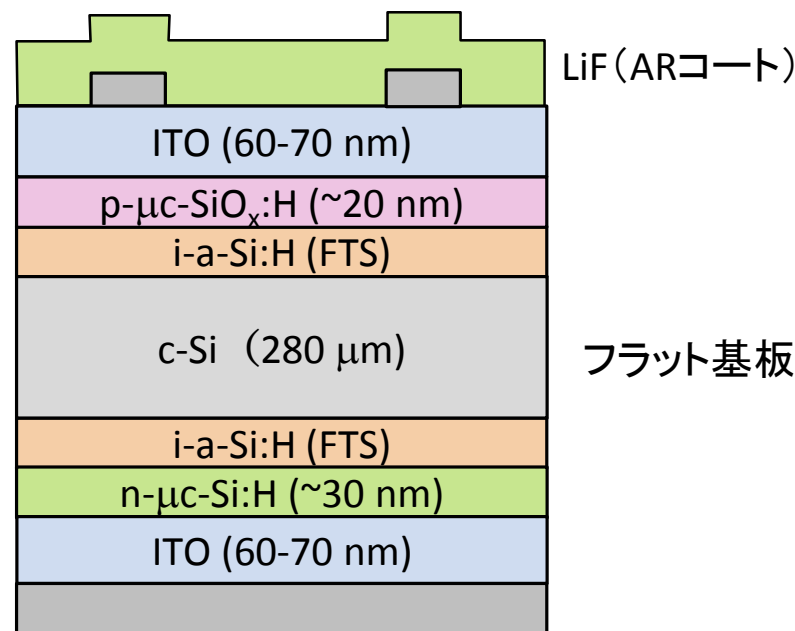 LiF（ARコート）
ITO (60-70 nm)
p-μc-SiOx:H (~20 nm)
i-a-Si:H (FTS)
c-Si （280 μm)
フラット基板
i-a-Si:H (FTS)
n-μc-Si:H (~30 nm)
ITO (60-70 nm)